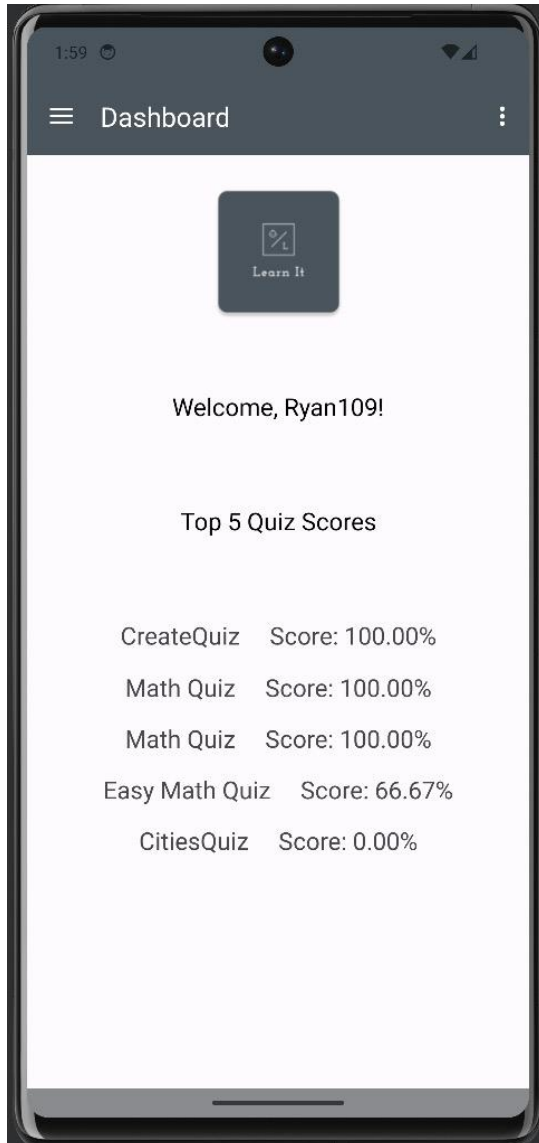 1:59
Dashboard
Learn It
Welcome, Ryan109!
Top 5 Quiz Scores
CreateQuiz Score: 100.00%
Math Quiz Score: 100.00%
Math Quiz Score: 100.00%
Easy Math Quiz Score: 66.67%
CitiesQuiz Score: 0.00%